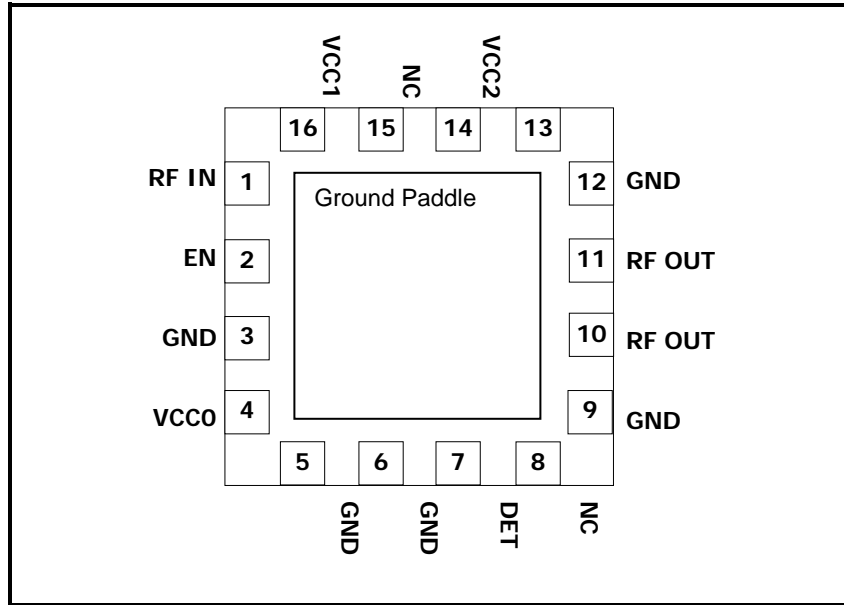 VCC1
NC
VCC2
16
15
14
13
RF IN
1
Ground Paddle
12
GND
EN
2
11
RF OUT
GND
3
10
RF OUT
VCC0
4
9
GND
5
6
7
8
GND
GND
DET
NC